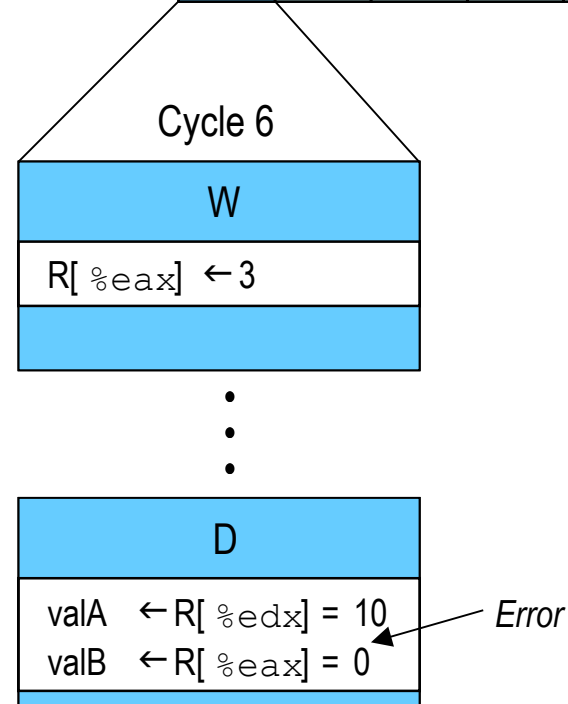 Cycle 6
W
R[ %eax] ←3
•
•
•
D
valA ←R[ %edx] = 10
valB ←R[ %eax] = 0
Error